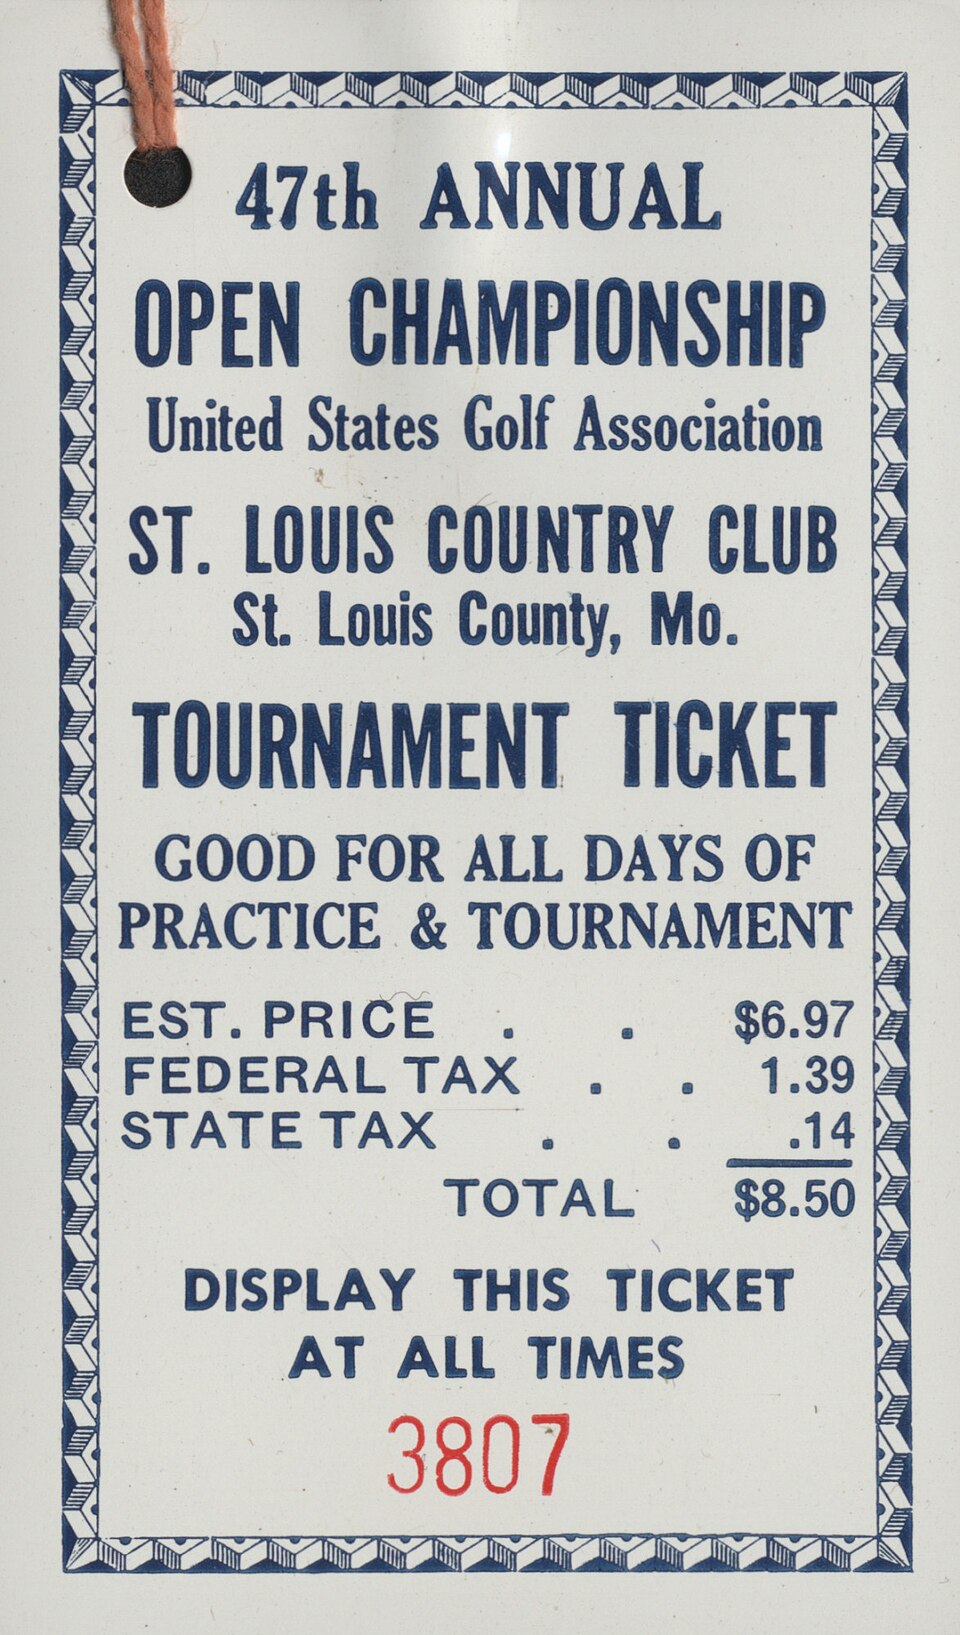 47th ANNUAL
OPEN CHAMPIONSHIP
United States Golf Association
ST. LOUIS COUNTRY CLUB
St. Louis County, Mo.
TOURNAMENT TICKET
GOOD FOR ALL DAYS OF
PRACTICE & TOURNAMENT
EST. PRICE . . $6.97
FEDERAL TAX . . 1.39
STATE TAX . . .14
TOTAL $8.50
DISPLAY THIS TICKET
AT ALL TIMES
3807